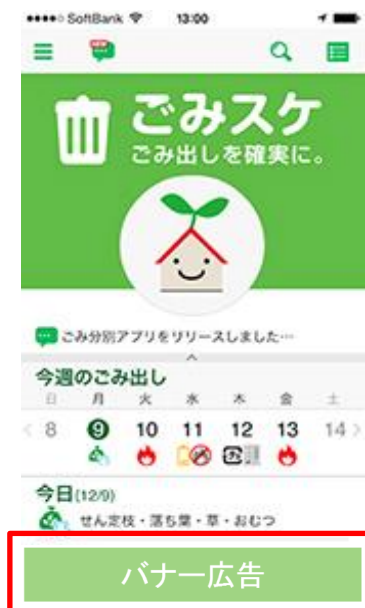 SoftBank 13:00
NEW
ごみスケ
ごみ出しを確実に。
ごみ分別アプリをリリースしました…
今週のごみ出し
日 月 火 水 木 金 土
8 9 10 11 12 13 14
今日(12/9)
せん定枝・落ち葉・草・おむつ
バナー広告